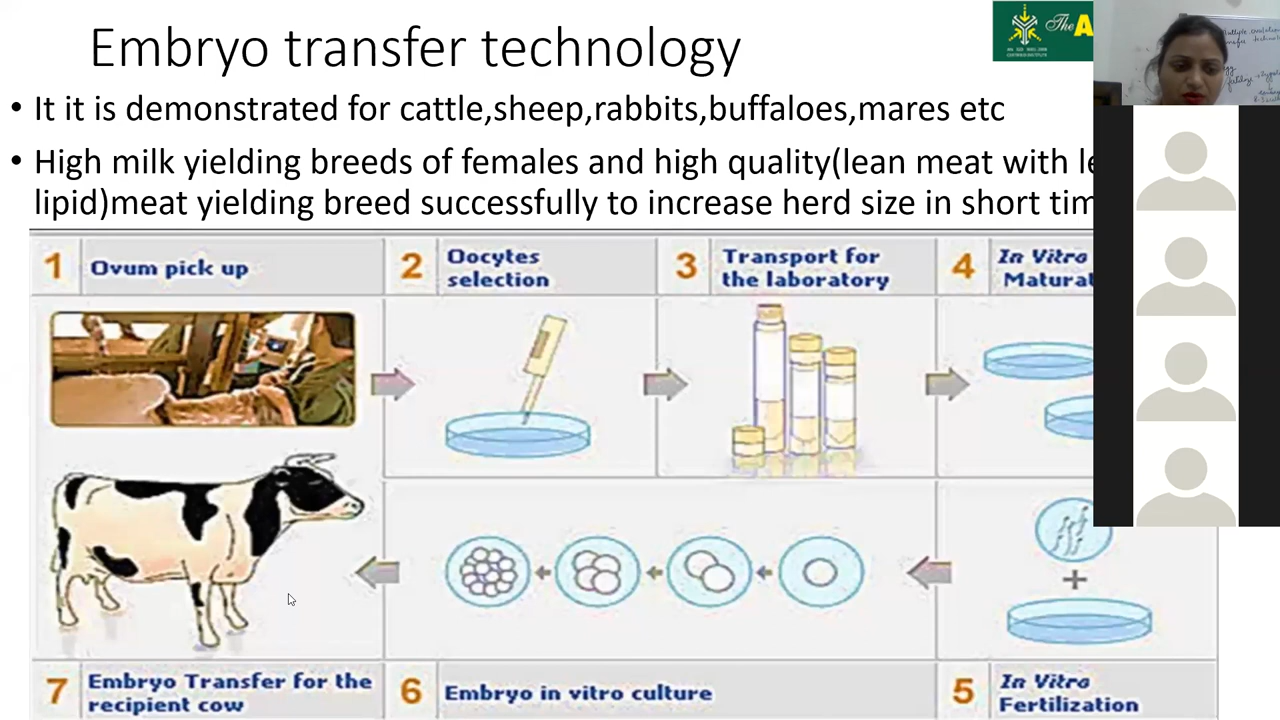 Embryo transfer technology
The A
• It it is demonstrated for cattle,sheep,rabbits,buffaloes,mares etc
• High milk yielding breeds of females and high quality(lean meat with le
lipid)meat yielding breed successfully to increase herd size in short tim
1 Ovum pick up
2 Oocytes
selection
3 Transport for
the laboratory
4 In Vitro
Maturat
7 Embryo Transfer for the
recipient cow
6 Embryo in vitro culture
5 In Vitro
Fertilization